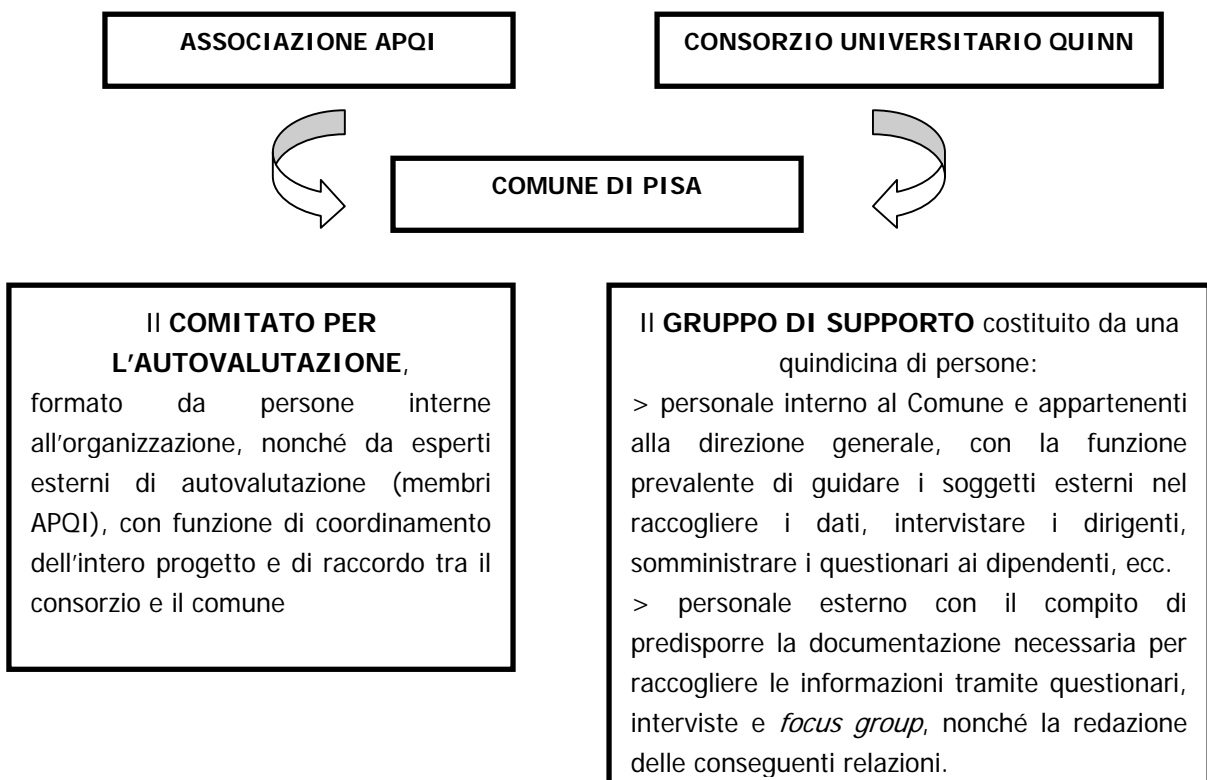 ASSOCIAZIONE APQI
CONSORZIO UNIVERSITARIO QUINN
COMUNE DI PISA
Il COMITATO PER
L'AUTOVALUTAZIONE,
formato da persone interne
all'organizzazione, nonché da esperti
esterni di autovalutazione (membri
APQI), con funzione di coordinamento
dell'intero progetto e di raccordo tra il
consorzio e il comune
Il GRUPPO DI SUPPORTO costituito da una
quindicina di persone:
> personale interno al Comune e appartenenti
alla direzione generale, con la funzione
prevalente di guidare i soggetti esterni nel
raccogliere i dati, intervistare i dirigenti,
somministrare i questionari ai dipendenti, ecc.
> personale esterno con il compito di
predisporre la documentazione necessaria per
raccogliere le informazioni tramite questionari,
interviste e focus group, nonché la redazione
delle conseguenti relazioni.